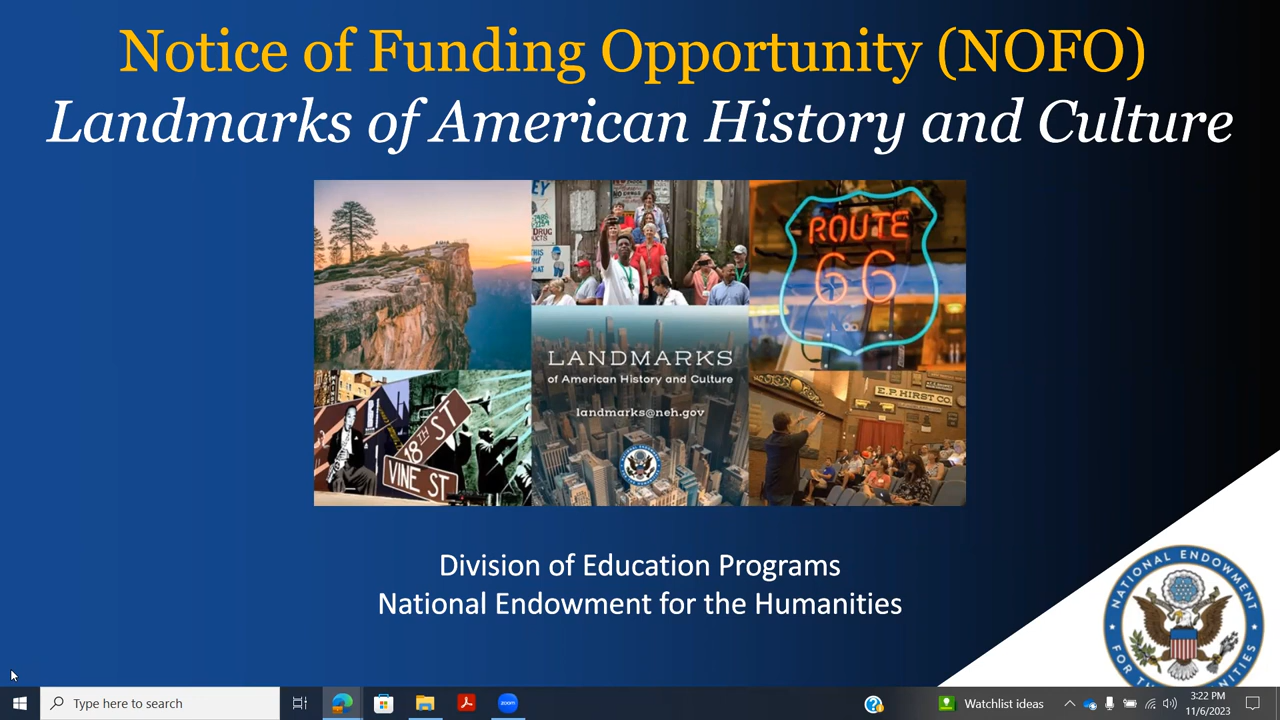 Notice of Funding Opportunity (NOFO)
Landmarks of American History and Culture
ROUTE
66
LANDMARKS
of American History and Culture
landmarks@neh.gov
18TH ST
VINE ST
E.P. HIRST CO.
Division of Education Programs
National Endowment for the Humanities
NATIONAL ENDOWMENT
FOR THE HUMANITIES
Type here to search
zoom
Watchlist ideas
3:22 PM
11/6/2023